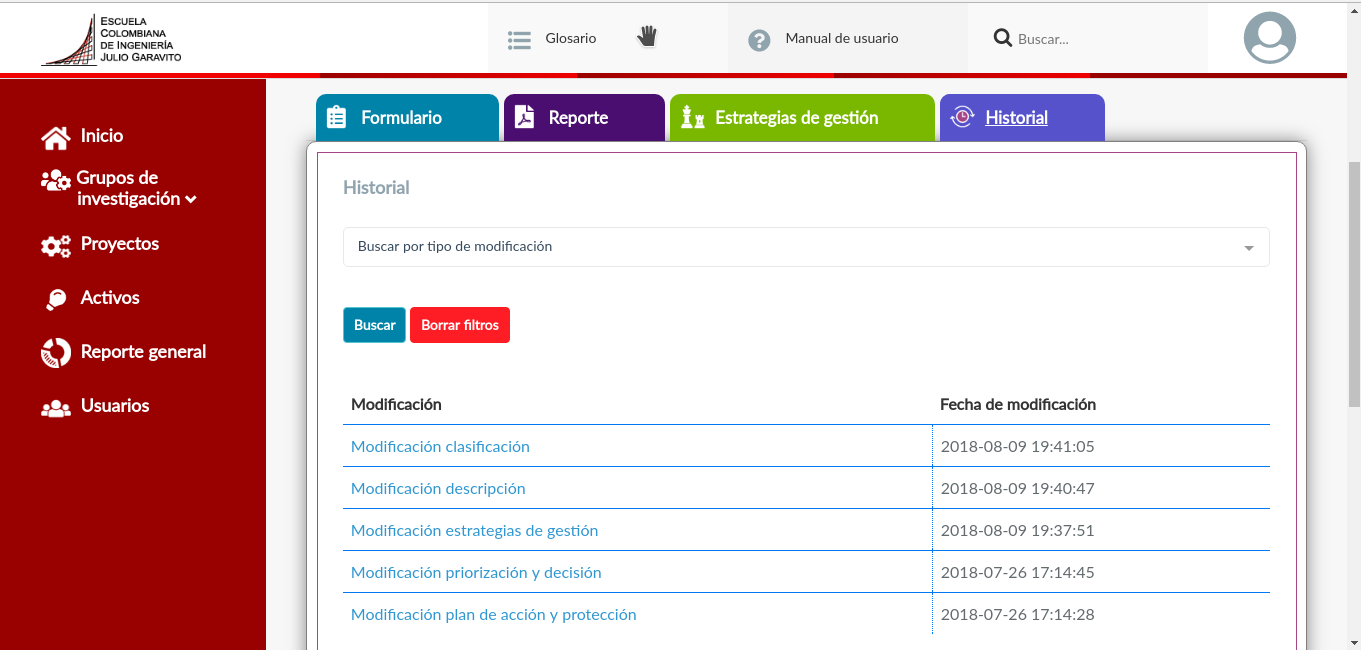 ESCUELA
COLOMBIANA
DE INGENIERÍA
JULIO GARAVITO
Glosario
Manual de usuario
Buscar...
Inicio
Grupos de
investigación
Proyectos
Activos
Reporte general
Usuarios
Formulario
Reporte
Estrategias de gestión
Historial
Historial
Buscar por tipo de modificación
Buscar
Borrar filtros
Modificación Fecha de modificación
Modificación clasificación 2018-08-09 19:41:05
Modificación descripción 2018-08-09 19:40:47
Modificación estrategias de gestión 2018-08-09 19:37:51
Modificación priorización y decisión 2018-07-26 17:14:45
Modificación plan de acción y protección 2018-07-26 17:14:28